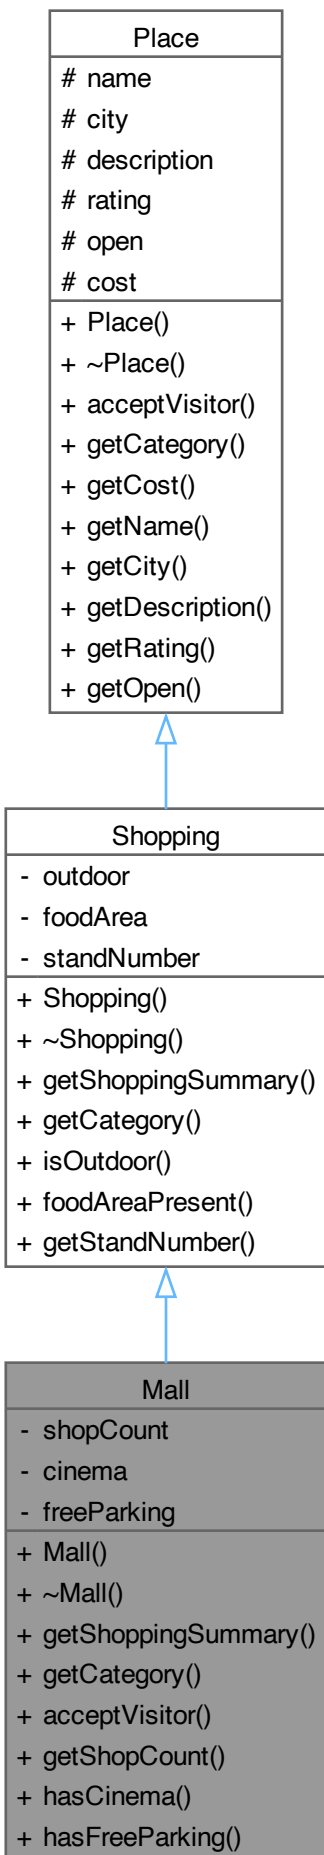 Place
# name
# city
# description
# rating
# open
# cost
+ Place()
+ ~Place()
+ acceptVisitor()
+ getCategory()
+ getCost()
+ getName()
+ getCity()
+ getDescription()
+ getRating()
+ getOpen()
Shopping
- outdoor
- foodArea
- standNumber
+ Shopping()
+ ~Shopping()
+ getShoppingSummary()
+ getCategory()
+ isOutdoor()
+ foodAreaPresent()
+ getStandNumber()
Mall
- shopCount
- cinema
- freeParking
+ Mall()
+ ~Mall()
+ getShoppingSummary()
+ getCategory()
+ acceptVisitor()
+ getShopCount()
+ hasCinema()
+ hasFreeParking()